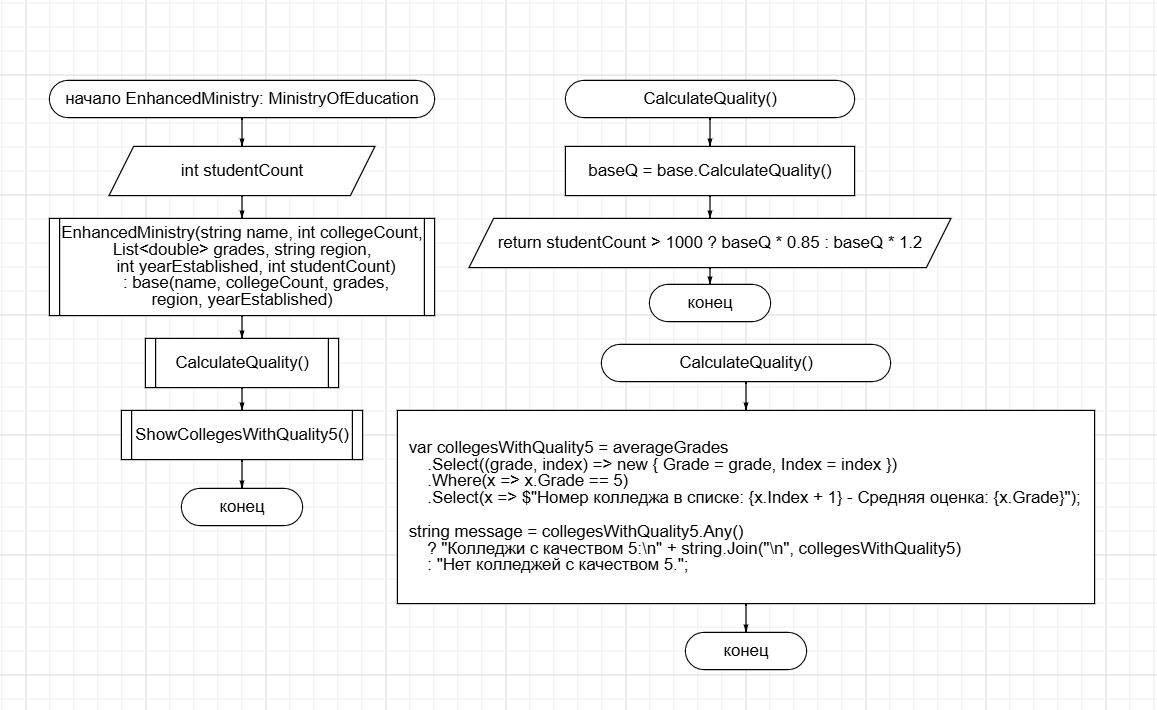 начало EnhancedMinistry: MinistryOfEducation
int studentCount
EnhancedMinistry(string name, int collegeCount,
List<double> grades, string region,
int yearEstablished, int studentCount)
: base(name, collegeCount, grades,
region, yearEstablished)
CalculateQuality()
ShowCollegesWithQuality5()
конец
CalculateQuality()
baseQ = base.CalculateQuality()
return studentCount > 1000 ? baseQ * 0.85 : baseQ * 1.2
конец
CalculateQuality()
var collegesWithQuality5 = averageGrades
.Select((grade, index) => new { Grade = grade, Index = index })
.Where(x => x.Grade == 5)
.Select(x => $"Номер колледжа в списке: {x.Index + 1} - Средняя оценка: {x.Grade}");
string message = collegesWithQuality5.Any()
? "Колледжи с качеством 5:\n" + string.Join("\n", collegesWithQuality5)
: "Нет колледжей с качеством 5.";
конец